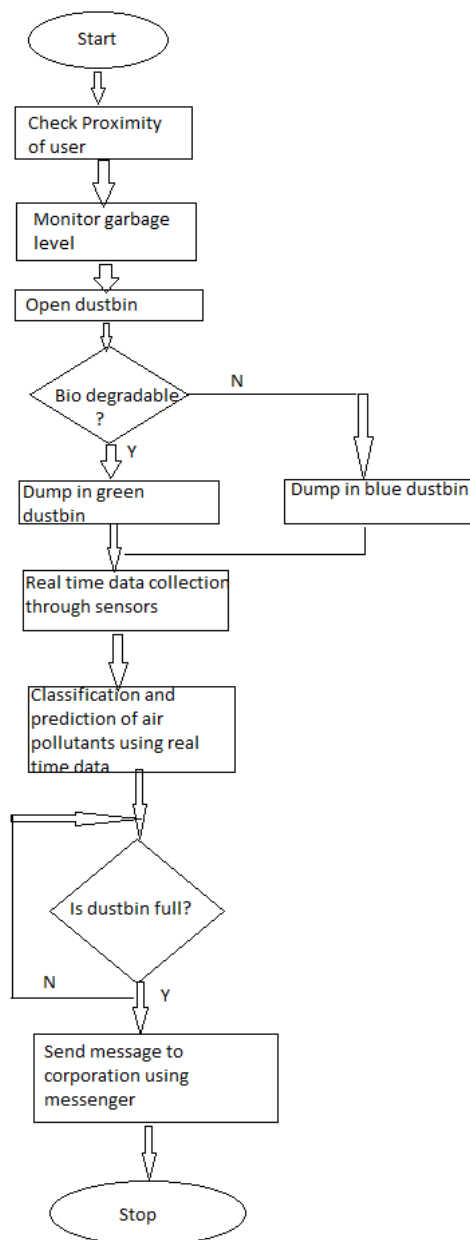 Start
Check Proximity
of user
Monitor garbage
level
Open dustbin
Bio degradable
?
N
Y
Dump in green
dustbin
Dump in blue dustbin
Real time data collection
through sensors
Classification and
prediction of air
pollutants using real
time data
Is dustbin full?
N
Y
Send message to
corporation using
messenger
Stop